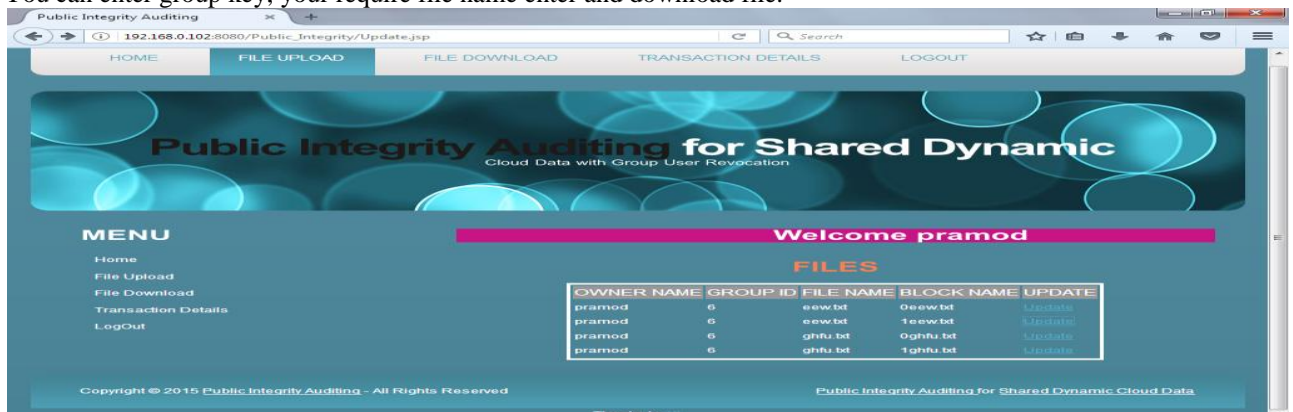 You can enter group key, your require file name enter and download file.
Public Integrity Auditing × +
192.168.0.102:8080/Public_Integrity/Update.jsp Search
HOME FILE UPLOAD FILE DOWNLOAD TRANSACTION DETAILS LOGOUT
Public Integrity Auditing for Shared Dynamic
Cloud Data with Group User Revocation
MENU
Home
File Upload
File Download
Transaction Details
LogOut
Welcome pramod
FILES
OWNER NAME GROUP ID FILE NAME BLOCK NAME UPDATE
pramod 6 eew.txt 0eew.txt Update
pramod 6 eew.txt 1eew.txt Update
pramod 6 ghfu.txt 0ghfu.txt Update
pramod 6 ghfu.txt 1ghfu.txt Update
Copyright © 2015 Public Integrity Auditing - All Rights Reserved
Public Integrity Auditing for Shared Dynamic Cloud Data